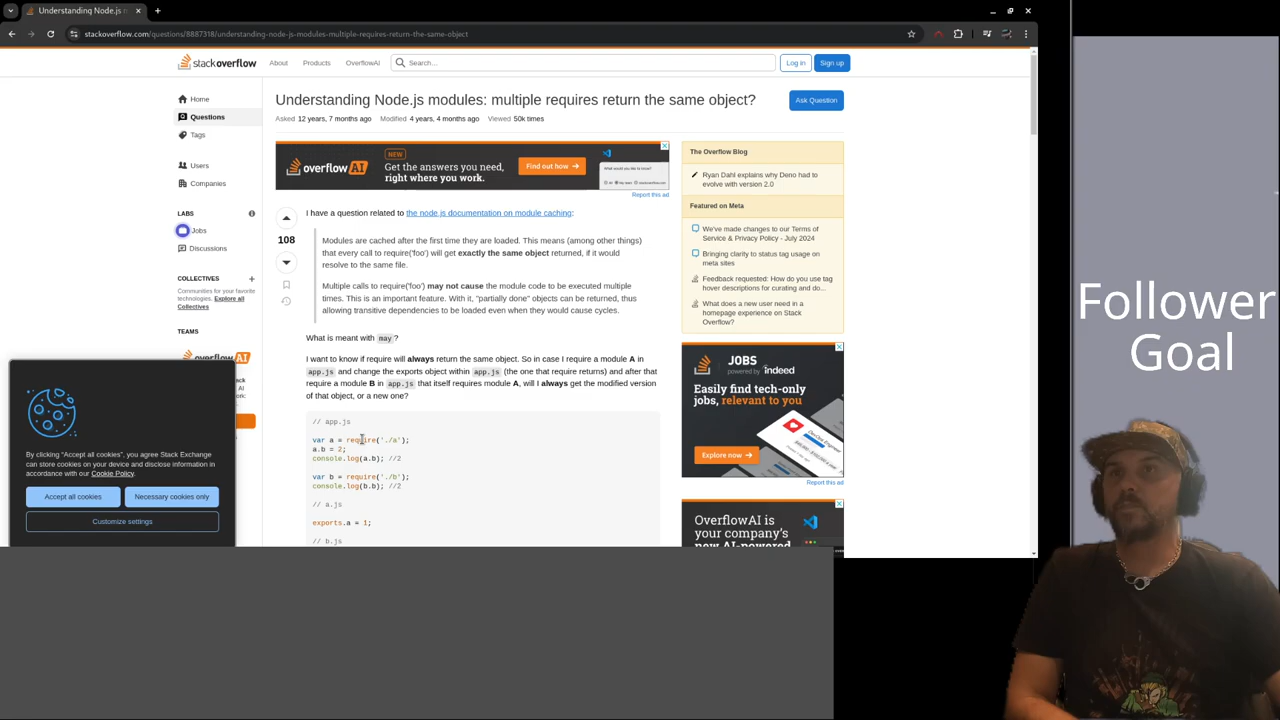 Understanding Node.js n
stackoverflow.com/questions/8887318/understanding-node-js-modules-multiple-requires-return-the-same-object
stackoverflow
About
Products
OverflowAI
Search…
Log in
Sign up
Home
Questions
Tags
Users
Companies
LABS
Jobs
Discussions
COLLECTIVES
Communities for your favorite
technologies. Explore all
Collectives
TEAMS
overflow AI
Understanding Node.js modules: multiple requires return the same object?
Ask Question
Asked 12 years, 7 months ago Modified 4 years, 4 months ago Viewed 50k times
overflowAI
NEW
Get the answers you need,
right where you work.
Find out how →
Report this ad
108
I have a question related to the node js documentation on module caching:
Modules are cached after the first time they are loaded. This means (among other things)
that every call to require('foo') will get exactly the same object returned, if it would
resolve to the same file.
Multiple calls to require('foo') may not cause the module code to be executed multiple
times. This is an important feature. With it, "partially done" objects can be returned, thus
allowing transitive dependencies to be loaded even when they would cause cycles.
What is meant with may?
I want to know if require will always return the same object. So in case I require a module A in
app.js and change the exports object within app.js (the one that require returns) and after that
require a module B in app.js that itself requires module A, will I always get the modified version
of that object, or a new one?
// app.js
var a = require('./a');
a.b = 2;
console.log(a.b); //2
var b = require('./b');
console.log(b.b); //2
// a.js
exports.a = 1;
// b.js
The Overflow Blog
Ryan Dahl explains why Deno had to
evolve with version 2.0
Featured on Meta
We've made changes to our Terms of
Service & Privacy Policy - July 2024
Bringing clarity to status tag usage on
meta sites
Feedback requested: How do you use tag
hover descriptions for curating and do...
What does a new user need in a
homepage experience on Stack
Overflow?
JOBS
powered by indeed
Easily find tech-only
jobs, relevant to you
Explore now →
Report this ad
OverflowAI is
your company's
new AI-powered
By clicking "Accept all cookies", you agree Stack Exchange
can store cookies on your device and disclose information in
accordance with our Cookie Policy.
Accept all cookies
Necessary cookies only
Customize settings
Follower
Goal